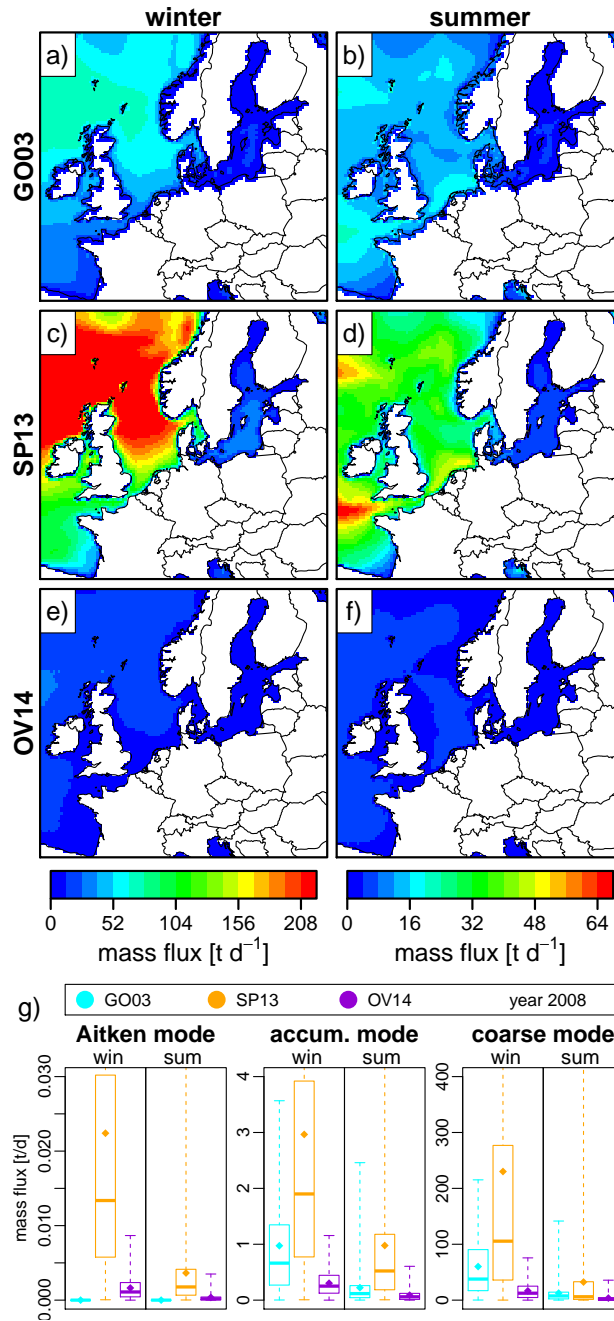 winter summer
a) b)
GO03
c) d)
SP13
e) f)
OV14
0 52 104 156 208 0 16 32 48 64
mass flux [t d⁻¹] mass flux [t d⁻¹]
g)
GO03 SP13 OV14 year 2008
Aitken mode accum. mode coarse mode
win sum win sum win sum
mass flux [t/d]
0.030
0.010
0.000
4
3
2
1
0
400
300
200
100
0